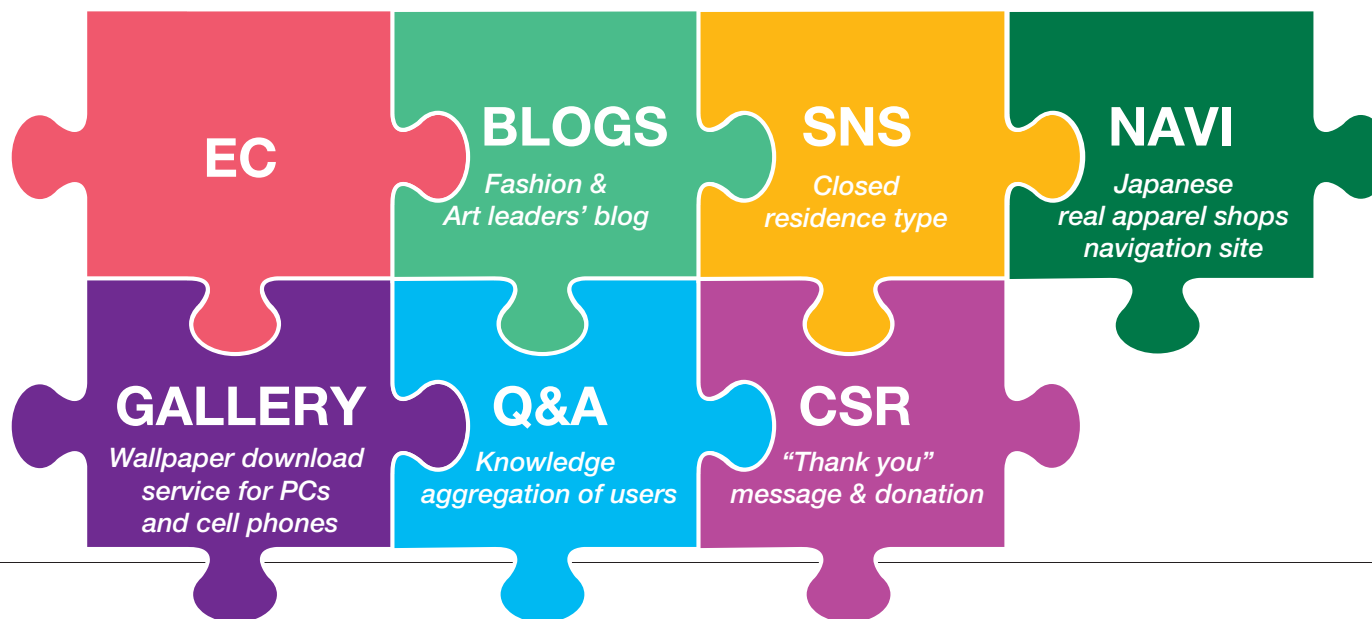 EC
BLOGS
Fashion &
Art leaders’ blog
SNS
Closed
residence type
NAVI
Japanese
real apparel shops
navigation site
GALLERY
Wallpaper download
service for PCs
and cell phones
Q&A
Knowledge
aggregation of users
CSR
“Thank you”
message & donation